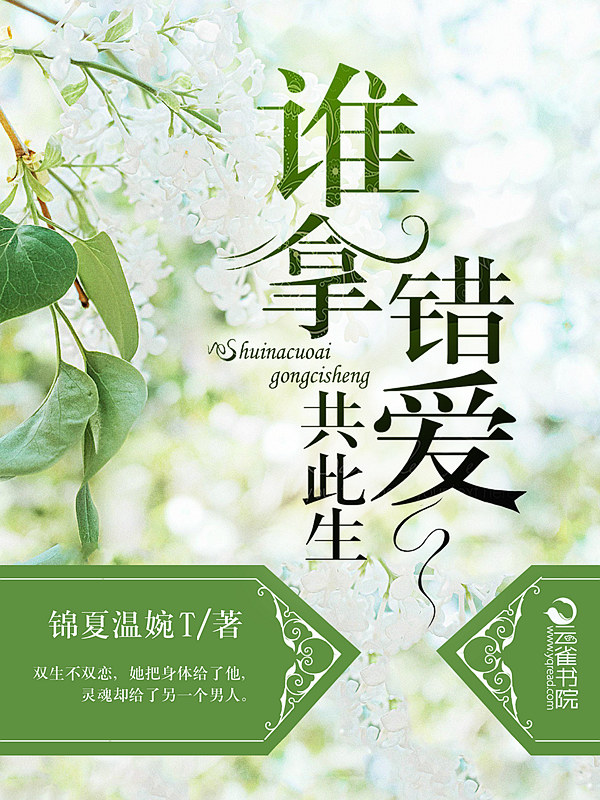 谁拿错爱
Shuinacuoai
gongcisheng
共此生
锦夏温婉T/著
双生不双恋，她把身体给了他，
灵魂却给了另一个男人。
云雀书院
www.yqread.com